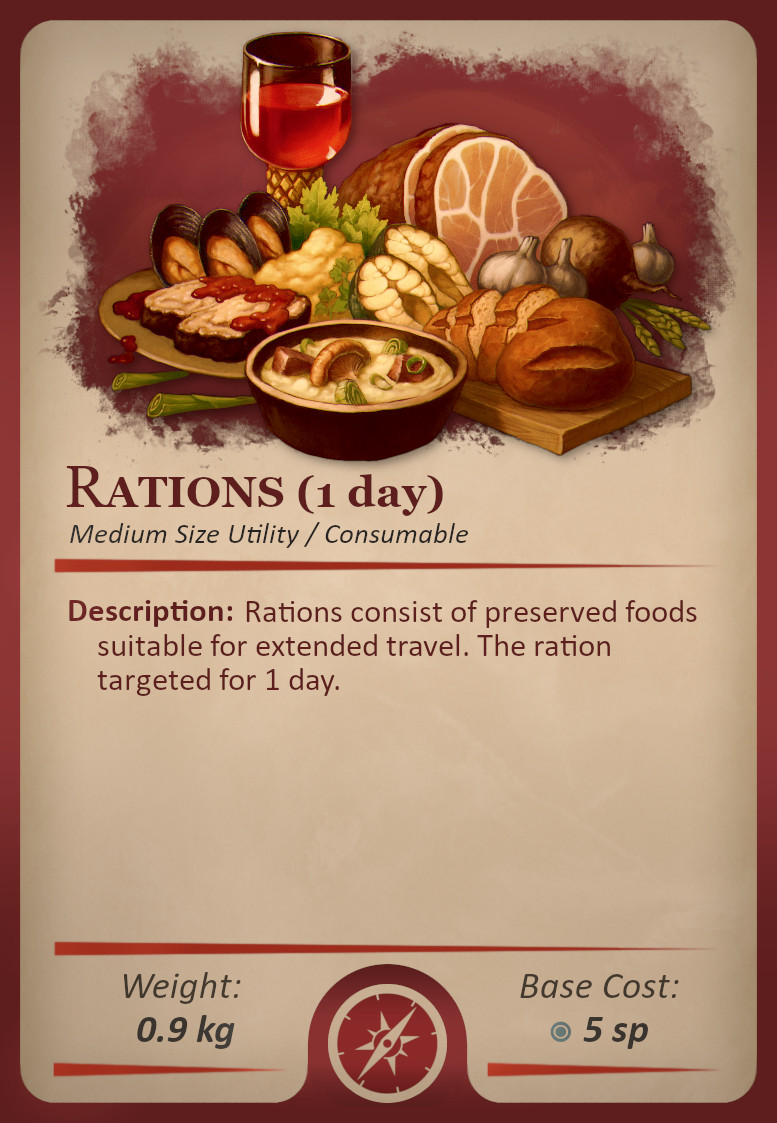 Rations (1 day)
Medium Size Utility / Consumable
Description: Rations consist of preserved foods
suitable for extended travel. The ration
targeted for 1 day.
Weight:
0.9 kg
Base Cost:
5 sp